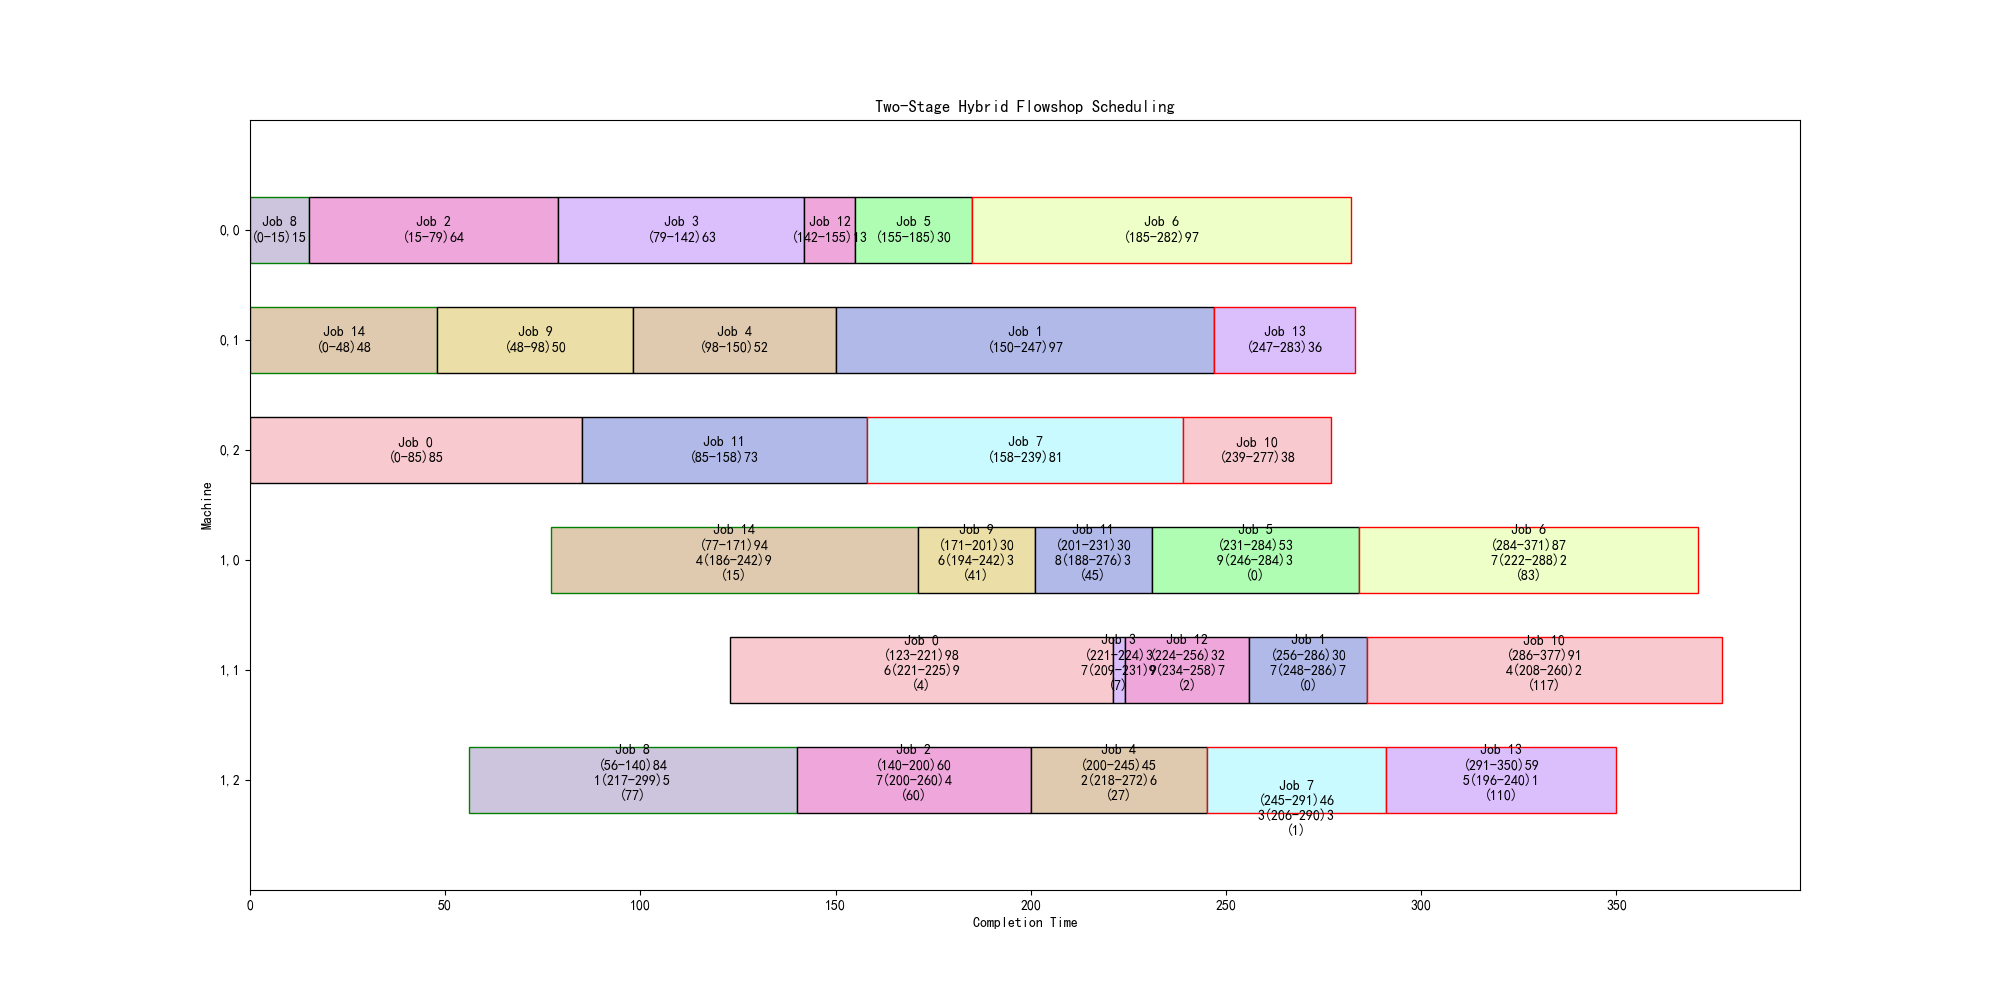 Two-Stage Hybrid Flowshop Scheduling
0,0
Job 8
(0-15)15
Job 2
(15-79)64
Job 3
(79-142)63
Job 12
(142-155)13
Job 5
(155-185)30
Job 6
(185-282)97
0,1
Job 14
(0-48)48
Job 9
(48-98)50
Job 4
(98-150)52
Job 1
(150-247)97
Job 13
(247-283)36
0,2
Job 0
(0-85)85
Job 11
(85-158)73
Job 7
(158-239)81
Job 10
(239-277)38
Machine
1,0
Job 14
(77-171)94
4(186-242)9
(15)
Job 9
(171-201)30
6(194-242)3
(41)
Job 11
(201-231)30
8(188-276)3
(45)
Job 5
(231-284)53
9(246-284)3
(0)
Job 6
(284-371)87
7(222-288)2
(83)
1,1
Job 0
(123-221)98
6(221-225)9
(4)
Job 3
(221-224)3
7(209-231)9
(7)
Job 12
(224-256)32
9(234-258)7
(2)
Job 1
(256-286)30
7(248-286)7
(0)
Job 10
(286-377)91
4(208-260)2
(117)
1,2
Job 8
(56-140)84
1(217-299)5
(77)
Job 2
(140-200)60
7(200-260)4
(60)
Job 4
(200-245)45
2(218-272)6
(27)
Job 7
(245-291)46
3(206-290)3
(1)
Job 13
(291-350)59
5(196-240)1
(110)
0
50
100
150
200
250
300
350
Completion Time